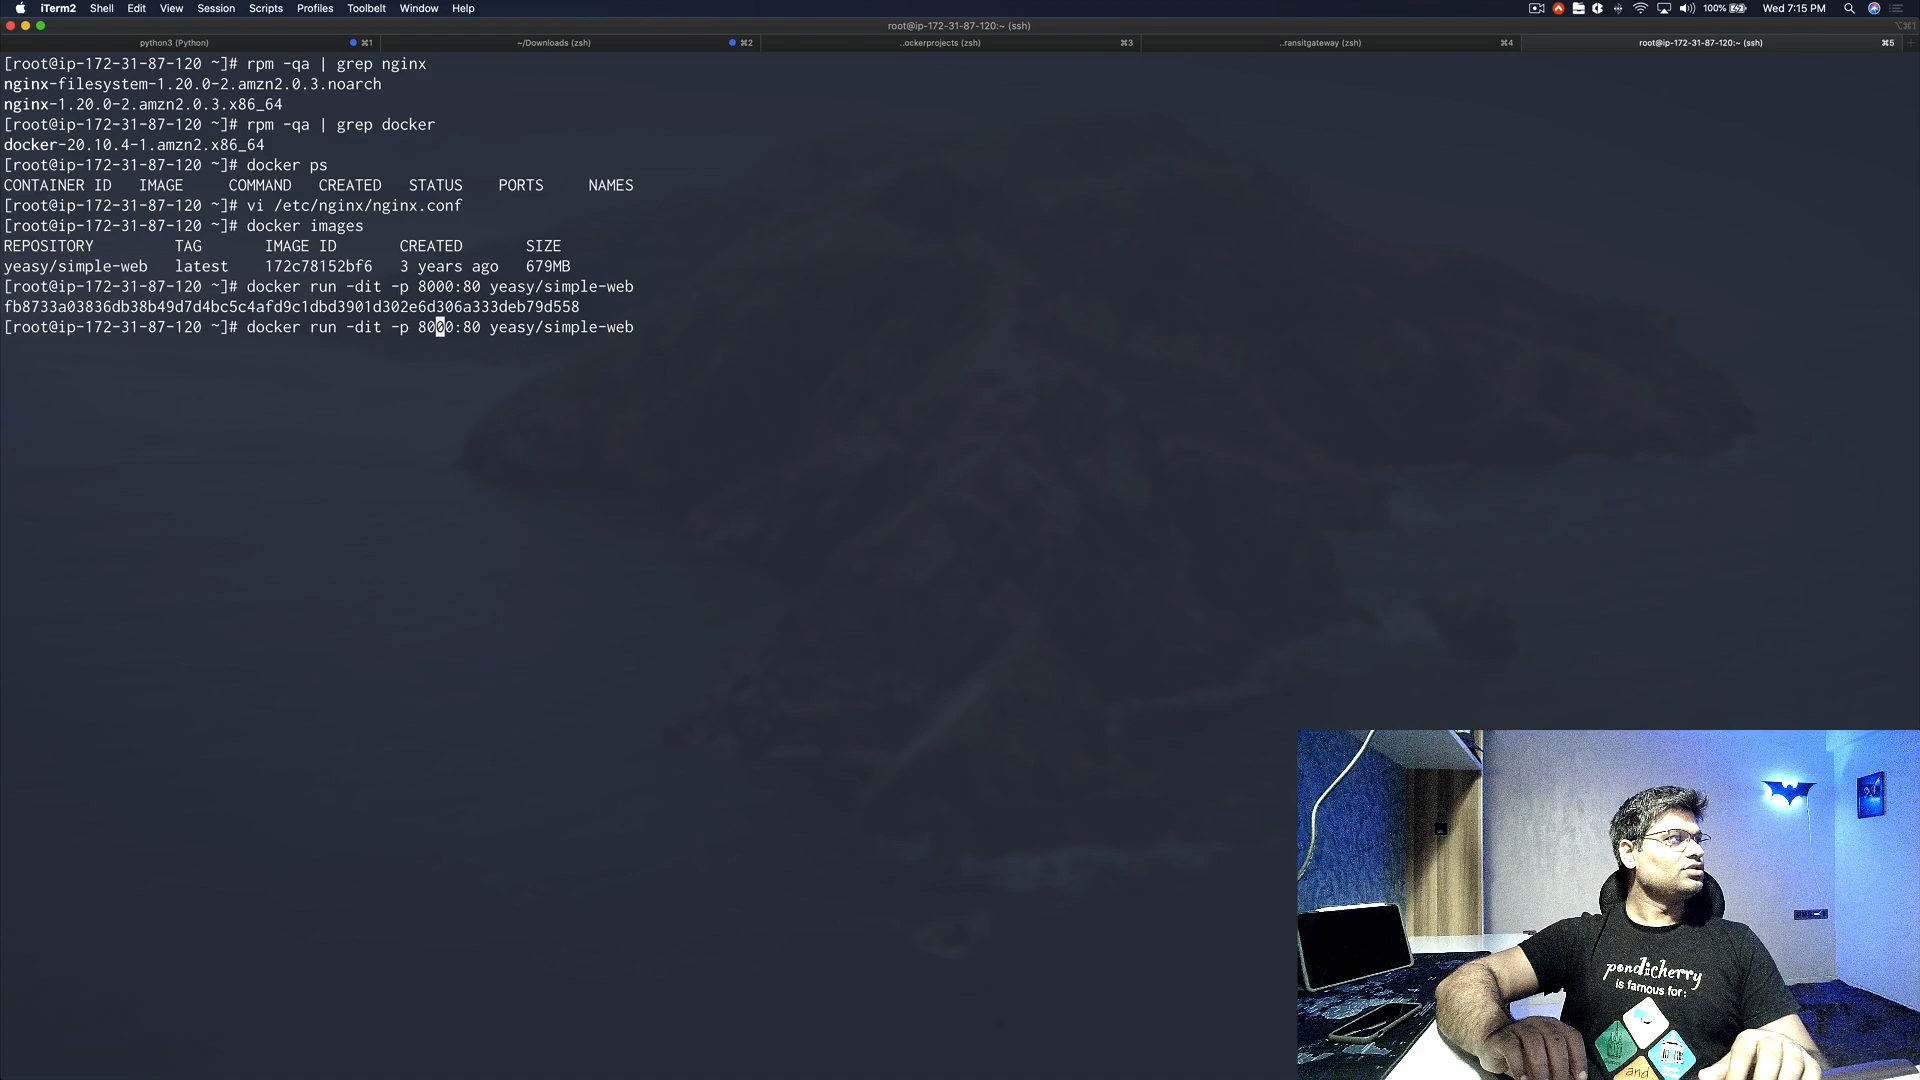 iTerm2 Shell Edit View Session Scripts Profiles Toolbelt Window Help
100% Wed 7:15 PM
root@ip-172-31-87-120:~ (ssh)
⌥⌘1
python3 (Python) ⌘1
~/Downloads (zsh) ⌘2
..ockerprojects (zsh) ⌘3
..ransitgateway (zsh) ⌘4
root@ip-172-31-87-120:~ (ssh) ⌘5
[root@ip-172-31-87-120 ~]# rpm -qa | grep nginx
nginx-filesystem-1.20.0-2.amzn2.0.3.noarch
nginx-1.20.0-2.amzn2.0.3.x86_64
[root@ip-172-31-87-120 ~]# rpm -qa | grep docker
docker-20.10.4-1.amzn2.x86_64
[root@ip-172-31-87-120 ~]# docker ps
CONTAINER ID IMAGE COMMAND CREATED STATUS PORTS NAMES
[root@ip-172-31-87-120 ~]# vi /etc/nginx/nginx.conf
[root@ip-172-31-87-120 ~]# docker images
REPOSITORY TAG IMAGE ID CREATED SIZE
yeasy/simple-web latest 172c78152bf6 3 years ago 679MB
[root@ip-172-31-87-120 ~]# docker run -dit -p 8000:80 yeasy/simple-web
fb8733a03836db38b49d7d4bc5c4afd9c1dbd3901d302e6d306a333deb79d558
[root@ip-172-31-87-120 ~]# docker run -dit -p 8000:80 yeasy/simple-web
pondicherry
is famous for:
and